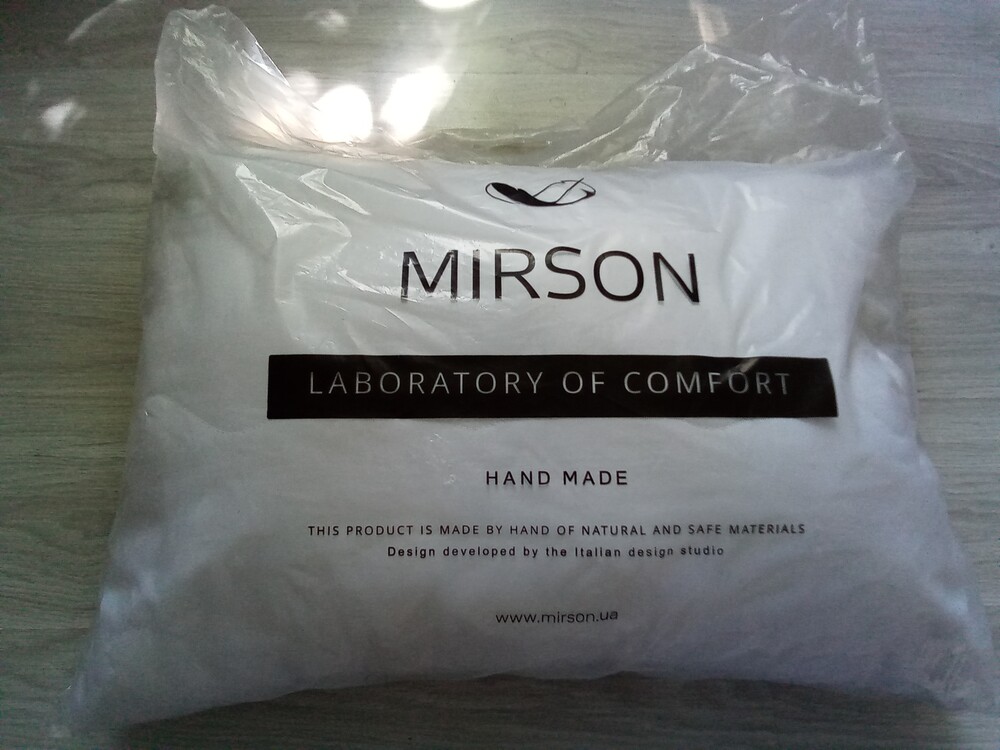 MIRSON
LABORATORY OF COMFORT
HAND MADE
THIS PRODUCT IS MADE BY HAND OF NATURAL AND SAFE MATERIALS
Design developed by the Italian design studio
www.mirson.ua